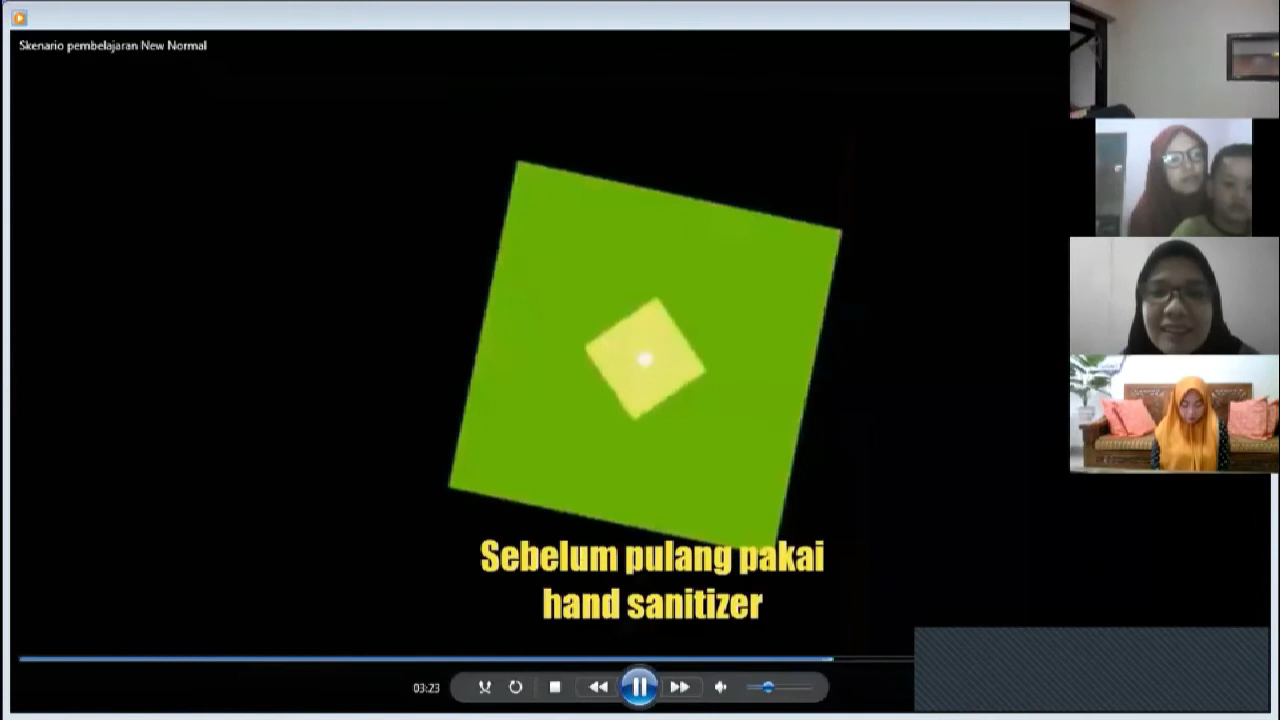 Skenario pembelajaran New Normal
Sebelum pulang pakai
hand sanitizer
03:23